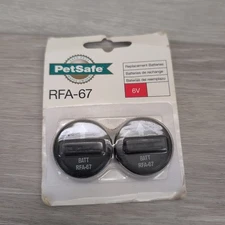 PetSafe
Replacement Batteries
Batteries de rechange
6V
RFA-67
BATT
RFA-67
BATT
RFA-67